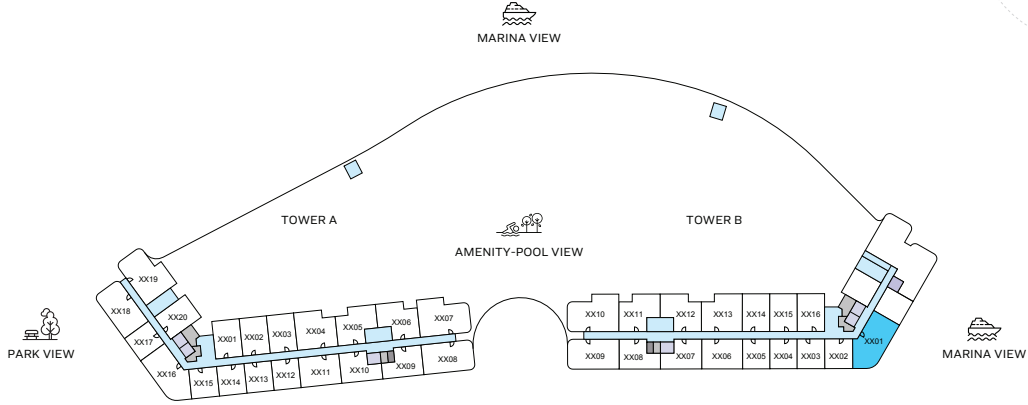 MARINA VIEW
TOWER A
TOWER B
AMENITY-POOL VIEW
PARK VIEW
MARINA VIEW
XX19
XX18
XX20
XX17
XX16
XX01
XX02
XX03
XX04
XX05
XX06
XX07
XX15
XX14
XX13
XX12
XX11
XX10
XX09
XX08
XX10
XX11
XX12
XX13
XX14
XX15
XX16
XX09
XX08
XX07
XX06
XX05
XX04
XX03
XX02
XX01